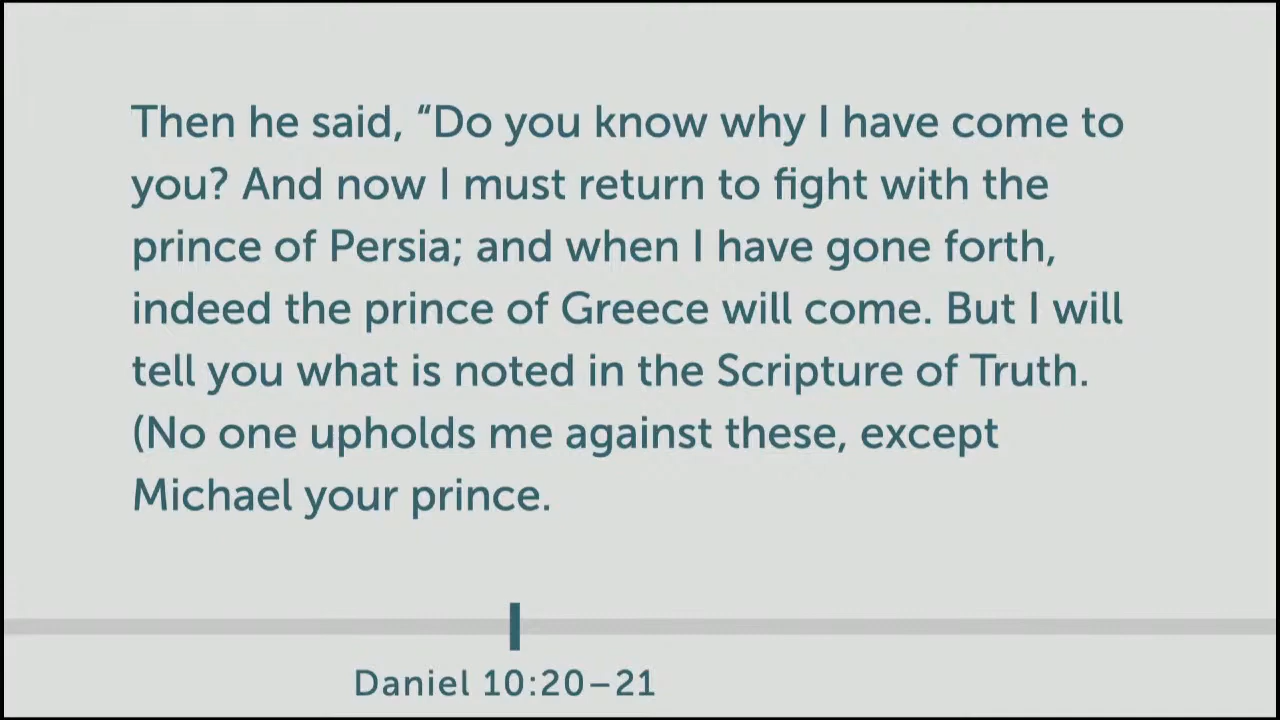 Then he said, “Do you know why I have come to
you? And now I must return to fight with the
prince of Persia; and when I have gone forth,
indeed the prince of Greece will come. But I will
tell you what is noted in the Scripture of Truth.
(No one upholds me against these, except
Michael your prince.
Daniel 10:20–21